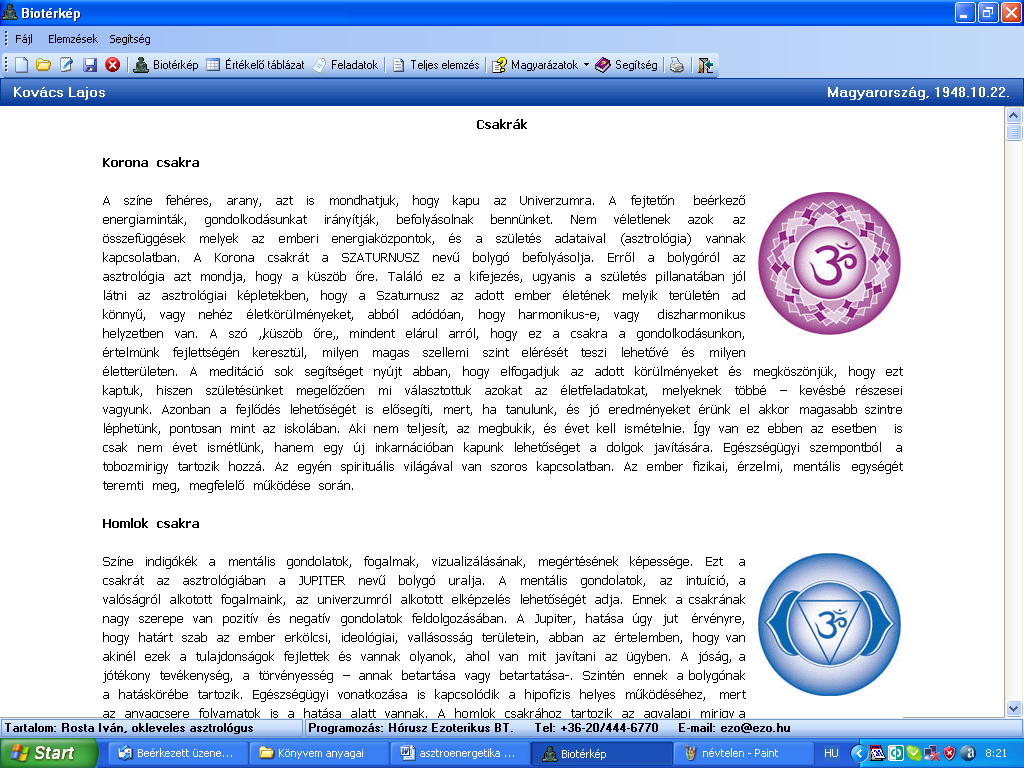 Biotérkép
Fájl Elemzések Segítség
Biotérkép Értékelő táblázat Feladatok Teljes elemzés Magyarázatok Segítség
Kovács Lajos Magyarország, 1948.10.22.
Csakrák
Korona csakra
A színe fehéres, arany, azt is mondhatjuk, hogy kapu az Univerzumra. A fejtetőn beérkező
energiaminták, gondolkodásunkat irányítják, befolyásolnak bennünket. Nem véletlenek azok az
összefüggések melyek az emberi energiaközpontok, és a születés adataival (asztrológia) vannak
kapcsolatban. A Korona csakrát a SZATURNUSZ nevű bolygó befolyásolja. Erről a bolygóról az
asztrológia azt mondja, hogy a küszöb őre. Találó ez a kifejezés, ugyanis a születés pillanatában jól
látni az asztrológiai képletekben, hogy a Szaturnusz az adott ember életének melyik területén ad
könnyű, vagy nehéz életkörülményeket, abból adódóan, hogy harmonikus-e, vagy diszharmonikus
helyzetben van. A szó „küszöb őre„ mindent elárul arról, hogy ez a csakra a gondolkodásunkon,
értelmünk fejlettségén keresztül, milyen magas szellemi szint elérését teszi lehetővé és milyen
életterületen. A meditáció sok segítséget nyújt abban, hogy elfogadjuk az adott körülményeket és megköszönjük, hogy ezt
kaptuk, hiszen születésünket megelőzően mi választottuk azokat az életfeladatokat, melyeknek többé – kevésbé részesei
vagyunk. Azonban a fejlődés lehetőségét is elősegíti, mert, ha tanulunk, és jó eredményeket érünk el akkor magasabb szintre
léphetünk, pontosan mint az iskolában. Aki nem teljesít, az megbukik, és évet kell ismételnie. Így van ez ebben az esetben is
csak nem évet ismétlünk, hanem egy új inkarnációban kapunk lehetőséget a dolgok javítására. Egészségügyi szempontból a
tobozmirigy tartozik hozzá. Az egyén spirituális világával van szoros kapcsolatban. Az ember fizikai, érzelmi, mentális egységét
teremti meg, megfelelő működése során.
Homlok csakra
Színe indigókék a mentális gondolatok, fogalmak, vizualizálásának, megértésének képessége. Ezt a
csakrát az asztrológiában a JUPITER nevű bolygó uralja. A mentális gondolatok, az intuíció, a
valóságról alkotott fogalmaink, az univerzumról alkotott elképzelés lehetőségét adja. Ennek a csakrának
nagy szerepe van pozitív és negatív gondolatok feldolgozásában. A Jupiter, hatása úgy jut érvényre,
hogy határt szab az ember erkölcsi, ideológiai, vallásosság területein, abban az értelemben, hogy van
akinél ezek a tulajdonságok fejlettek és vannak olyanok, ahol van mit javítani az ügyben. A jóság, a
jótékony tevékenység, a törvényesség – annak betartása vagy betartatása-. Szintén ennek a bolygónak
a hatáskörébe tartozik. Egészségügyi vonatkozása is kapcsolódik a hipofízis helyes működéséhez, mert
az anyagcsere folyamatok is a hatása alatt vannak. A homlok csakrához tartozik az agyalapi mirigy a
Tartalom: Rosta Iván, okleveles asztrológus Programozás: Hórusz Ezoterikus BT. Tel: +36-20/444-6770 E-mail: ezo@ezo.hu
Start Beérkezett üzene... Könyvem anyagai asztroenergetika ... Biotérkép névtelen - Paint HU 8:21